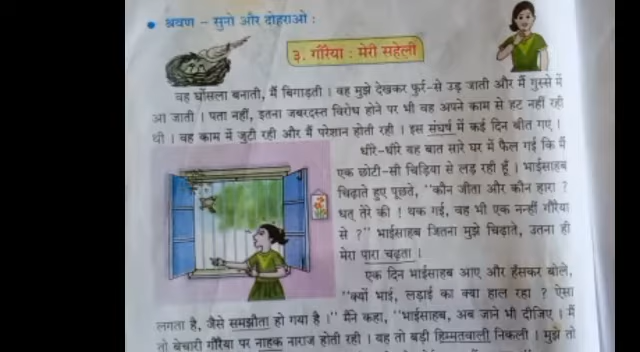 • श्रवण – सुनो और दोहराओ :
३. गौरैया : मेरी सहेली
वह घोंसला बनाती, मैं बिगाड़ती । वह मुझे देखकर फुर्र-से उड़ जाती और मैं गुस्से में
आ जाती । पता नहीं, इतना जबरदस्त विरोध होने पर भी वह अपने काम से हट नहीं रही
थी । वह काम में जुटी रही और मैं परेशान होती रही । इस संघर्ष में कई दिन बीत गए ।
धीरे-धीरे वह बात सारे घर में फैल गई कि मैं
एक छोटी-सी चिड़िया से लड़ रही हूँ । भाईसाहब
चिढ़ाते हुए पूछते, ‘‘कौन जीता और कौन हारा ?
धत् तेरे की ! थक गई, वह भी एक नन्हीं गौरैया
से ?’’ भाईसाहब जितना मुझे चिढ़ाते, उतना ही
मेरा पारा चढ़ता ।
एक दिन भाईसाहब आए और हँसकर बोले,
‘‘क्यों भाई, लड़ाई का क्या हाल रहा ? ऐसा
लगता है, जैसे समझौता हो गया है ।’’ मैंने कहा, ‘‘भाईसाहब, अब जाने भी दीजिए । मैं
तो बेचारी गौरैया पर नाहक नाराज होती रही । वह तो बड़ी हिम्मतवाली निकली । मुझे तो